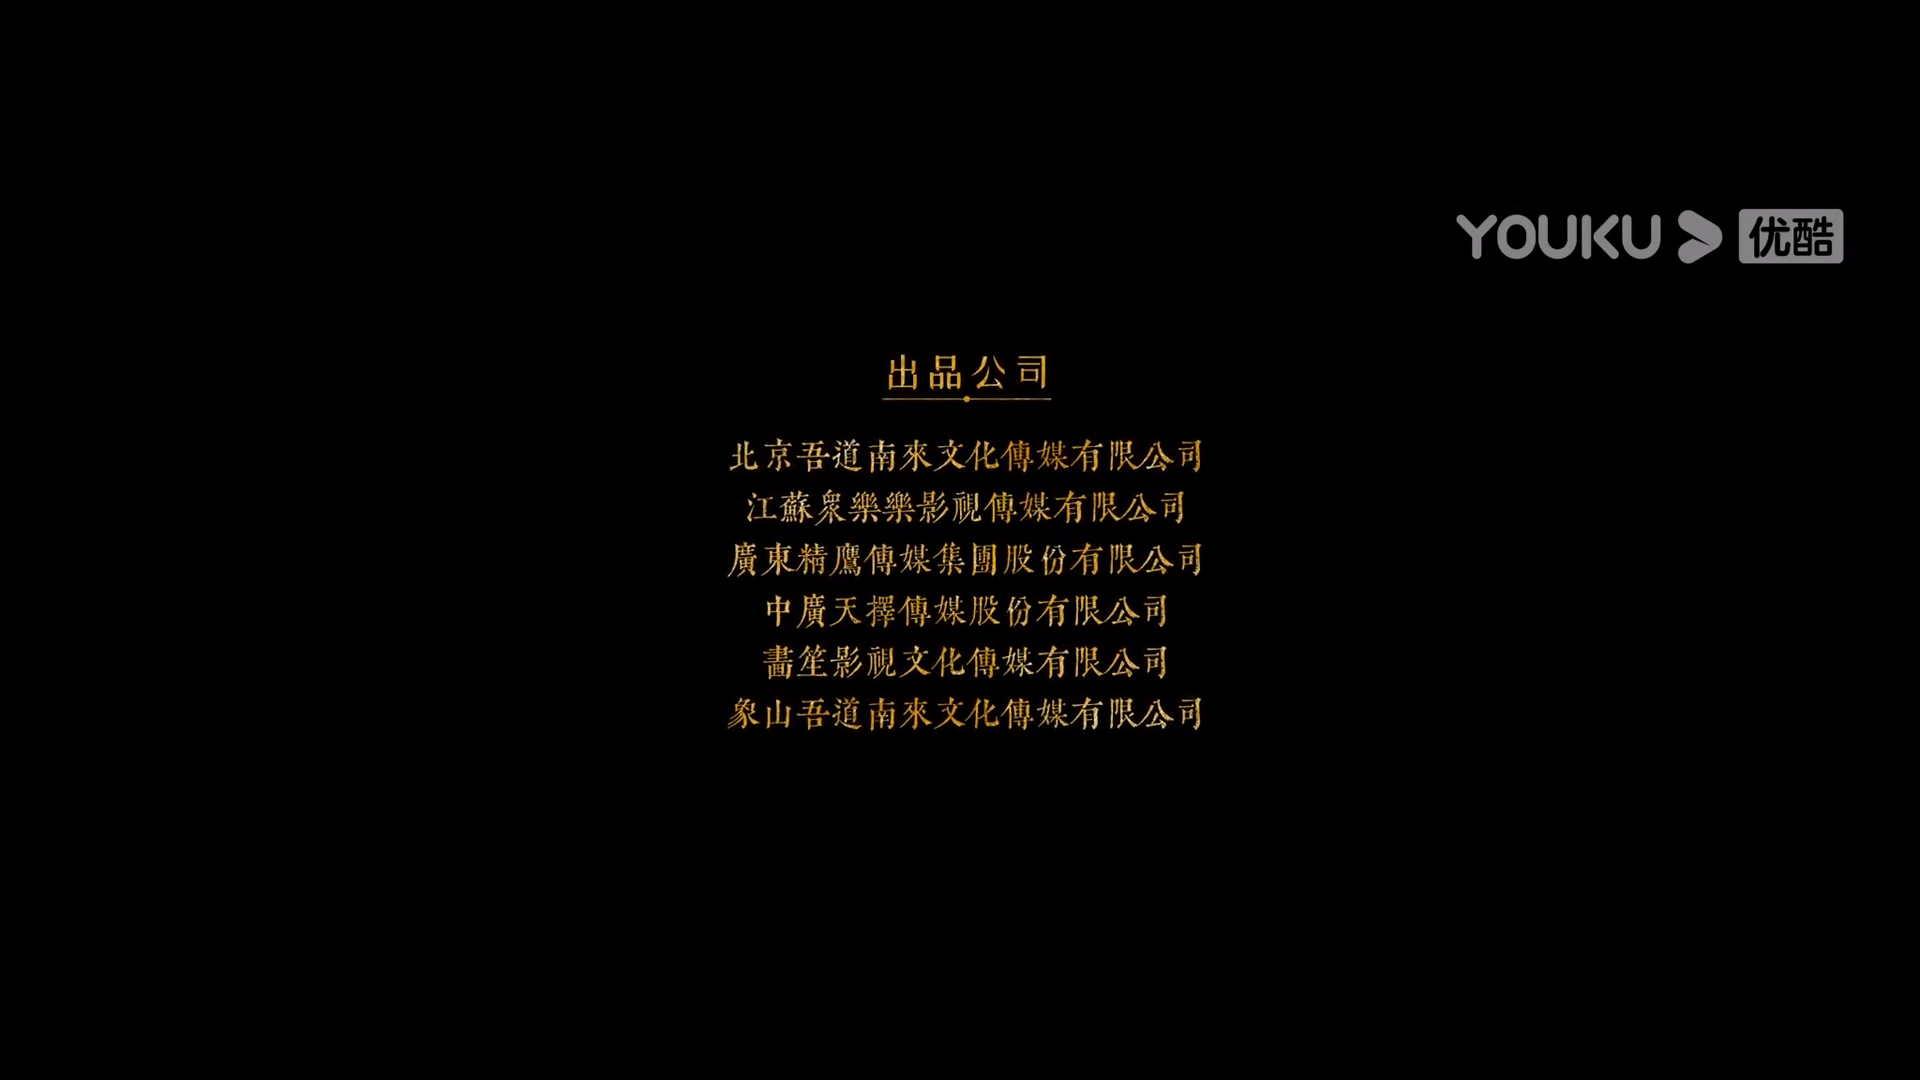 YOUKU 优酷
出品公司
北京吾道南來文化傳媒有限公司
江蘇眾樂樂影視傳媒有限公司
廣東精鷹傳媒集團股份有限公司
中廣天擇傳媒股份有限公司
畵笙影視文化傳媒有限公司
象山吾道南來文化傳媒有限公司